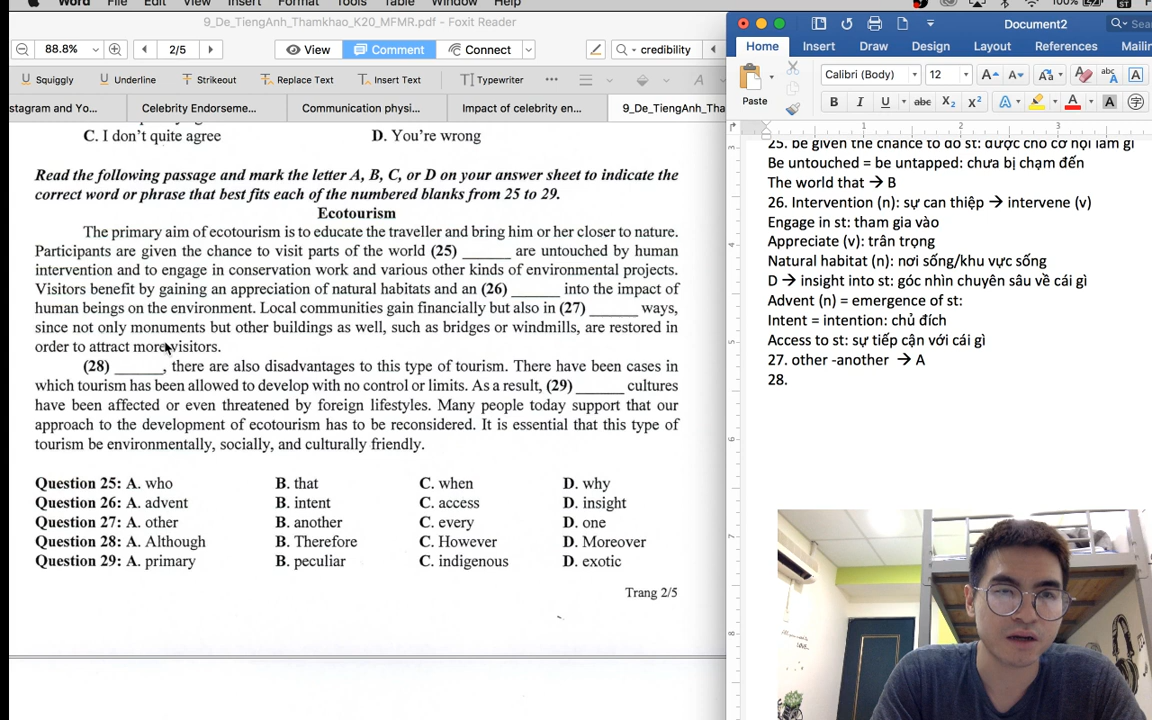 Word File Edit View Insert Format Tools Table Window Help 100%
9_De_TiengAnh_Thamkhao_K20_MFMR.pdf - Foxit Reader
88.8% 2/5 View Comment Connect credibility
Squiggly Underline Strikeout Replace Text Insert Text Typewriter
stagram and Yo... Celebrity Endorseme... Communication physi... Impact of celebrity en... 9_De_TiengAnh_Tha
C. I don't quite agree D. You're wrong
Read the following passage and mark the letter A, B, C, or D on your answer sheet to indicate the
correct word or phrase that best fits each of the numbered blanks from 25 to 29.
Ecotourism
The primary aim of ecotourism is to educate the traveller and bring him or her closer to nature.
Participants are given the chance to visit parts of the world (25) ______ are untouched by human
intervention and to engage in conservation work and various other kinds of environmental projects.
Visitors benefit by gaining an appreciation of natural habitats and an (26) ______ into the impact of
human beings on the environment. Local communities gain financially but also in (27) ______ ways,
since not only monuments but other buildings as well, such as bridges or windmills, are restored in
order to attract more visitors.
(28) ______, there are also disadvantages to this type of tourism. There have been cases in
which tourism has been allowed to develop with no control or limits. As a result, (29) ______ cultures
have been affected or even threatened by foreign lifestyles. Many people today support that our
approach to the development of ecotourism has to be reconsidered. It is essential that this type of
tourism be environmentally, socially, and culturally friendly.
Question 25: A. who B. that C. when D. why
Question 26: A. advent B. intent C. access D. insight
Question 27: A. other B. another C. every D. one
Question 28: A. Although B. Therefore C. However D. Moreover
Question 29: A. primary B. peculiar C. indigenous D. exotic
Trang 2/5
Document2
Home Insert Draw Design Layout References Mailin
Paste Calibri (Body) 12
25. be given the chance to do st: được cho cơ hội làm gì
Be untouched = be untapped: chưa bị chạm đến
The world that → B
26. Intervention (n): sự can thiệp → intervene (v)
Engage in st: tham gia vào
Appreciate (v): trân trọng
Natural habitat (n): nơi sống/khu vực sống
D → insight into st: góc nhìn chuyên sâu về cái gì
Advent (n) = emergence of st:
Intent = intention: chủ đích
Access to st: sự tiếp cận với cái gì
27. other -another → A
28.